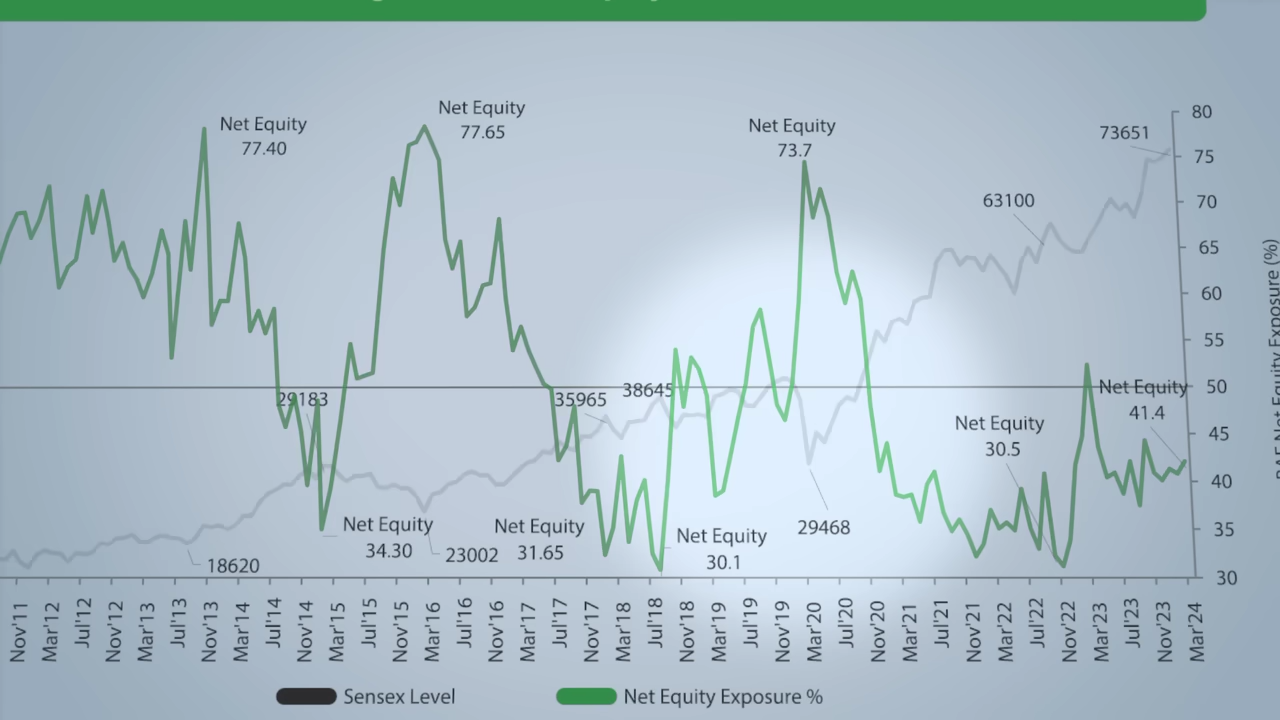 Net Equity
77.40
Net Equity
77.65
Net Equity
73.7
73651
63100
29183
35965
38645
Net Equity
34.30
23002
Net Equity
31.65
Net Equity
30.1
29468
Net Equity
30.5
Net Equity
41.4
18620
80
75
70
65
60
55
50
45
40
35
30
Net Equity Exposure (%)
Nov'11
Mar'12
Jul'12
Nov'12
Mar'13
Jul'13
Nov'13
Mar'14
Jul'14
Nov'14
Mar'15
Jul'15
Nov'15
Mar'16
Jul'16
Nov'16
Mar'17
Jul'17
Nov'17
Mar'18
Jul'18
Nov'18
Mar'19
Jul'19
Nov'19
Mar'20
Jul'20
Nov'20
Mar'21
Jul'21
Nov'21
Mar'22
Jul'22
Nov'22
Mar'23
Jul'23
Nov'23
Mar'24
Sensex Level
Net Equity Exposure %